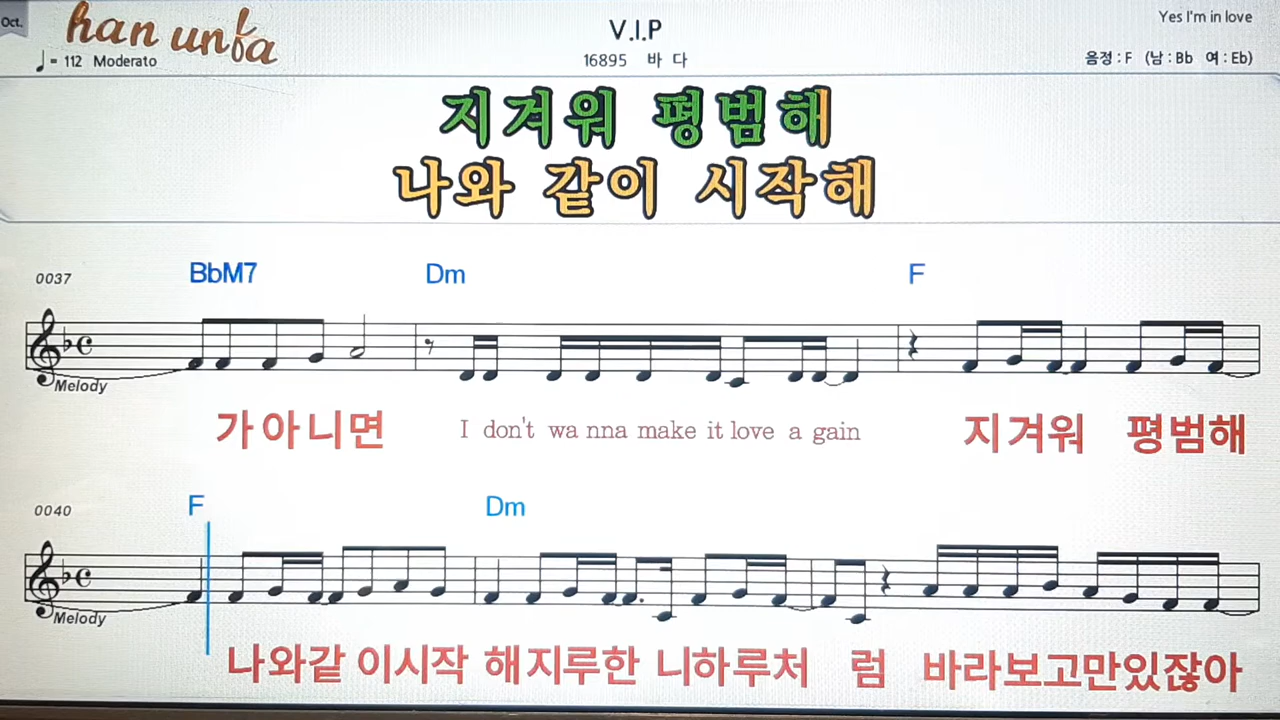 Oct.
han unfa
V.I.P
Yes I'm in love
♩= 112 Moderato
16895 바 다
음정 : F (남 : Bb 여 : Eb)
지겨워 평범해
나와 같이 시작해
0037 BbM7 Dm F
Melody
가 아 니 면 I don't wa nna make it love a gain 지 겨워 평범해
0040 F Dm
Melody
나와같 이시작 해지루한 니하루처 럼 바라보고만있잖아